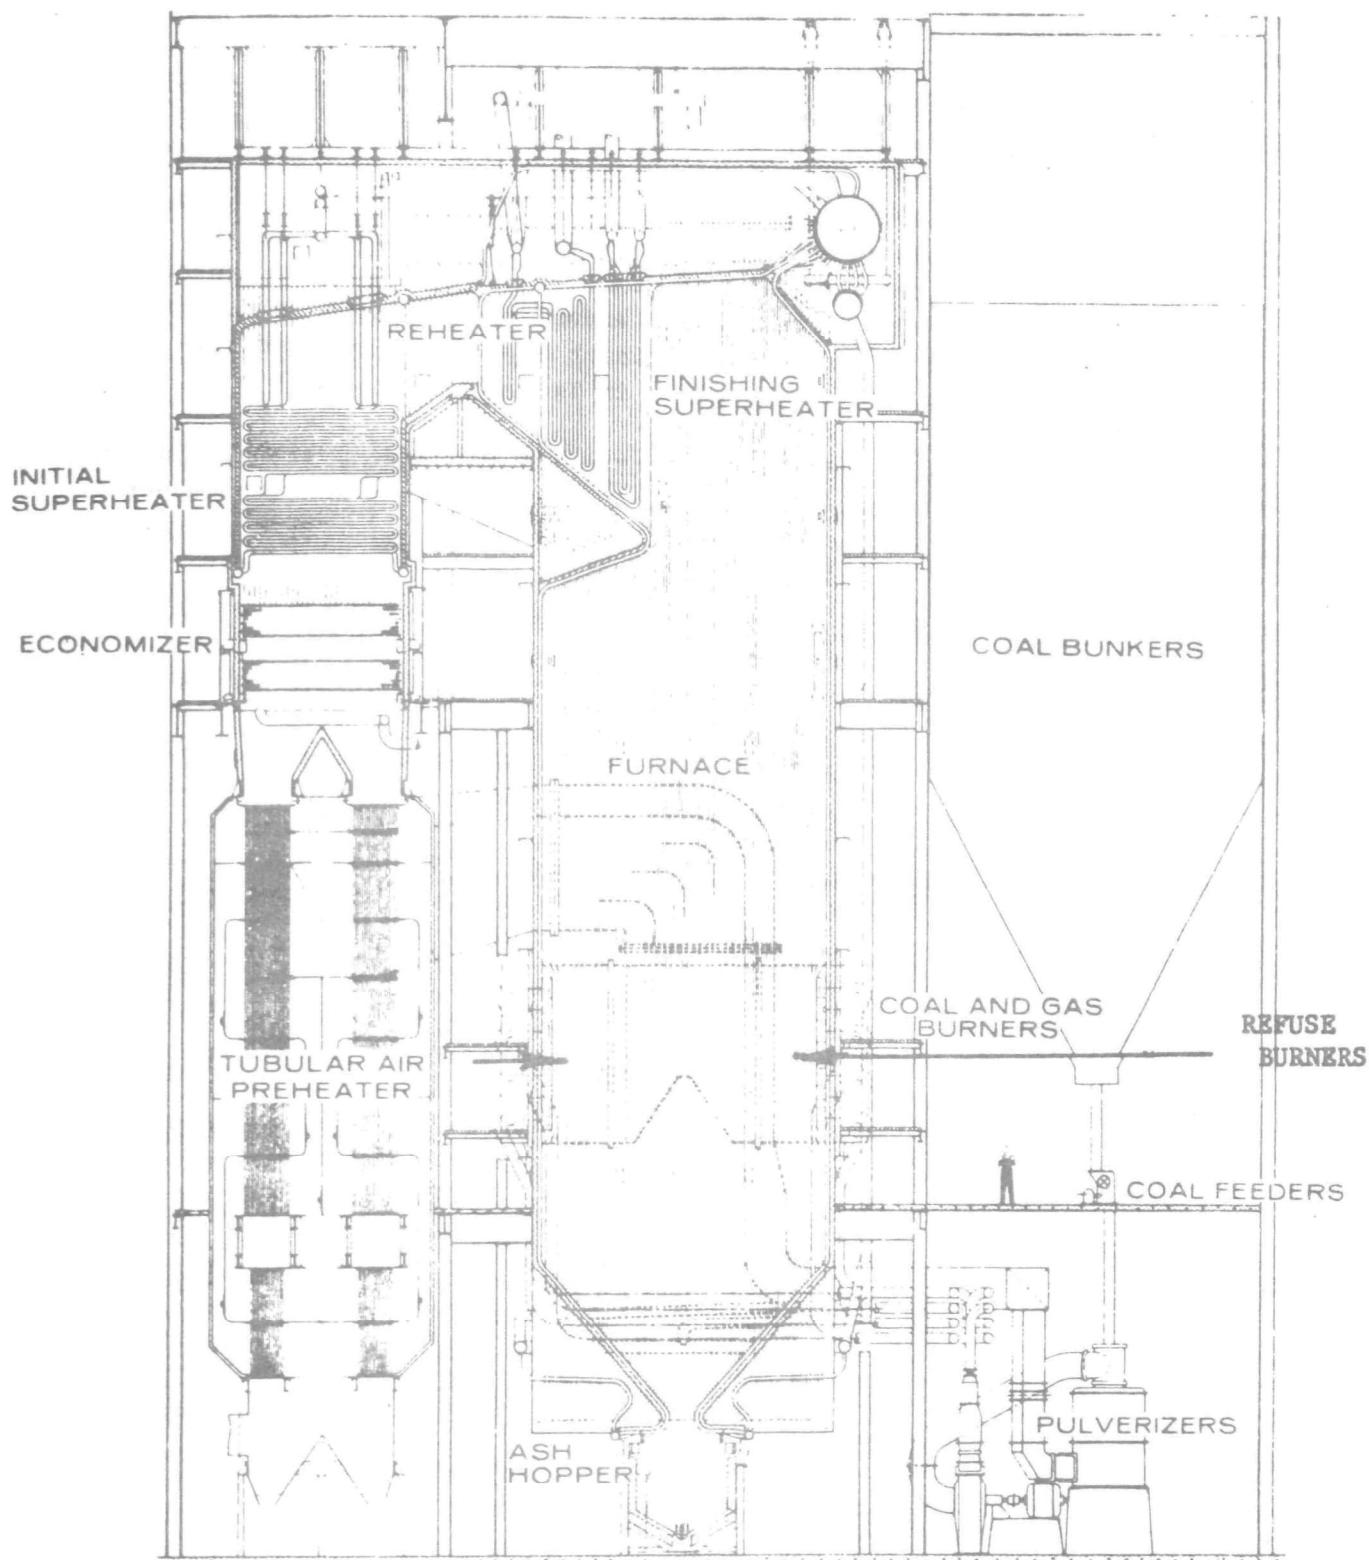 REHEATER
FINISHING
SUPERHEATER
INITIAL
SUPERHEATER
ECONOMIZER
COAL BUNKERS
FURNACE
COAL AND GAS
BURNERS
REFUSE
BURNERS
TUBULAR AIR
PREHEATER
COAL FEEDERS
PULVERIZERS
ASH
HOPPER